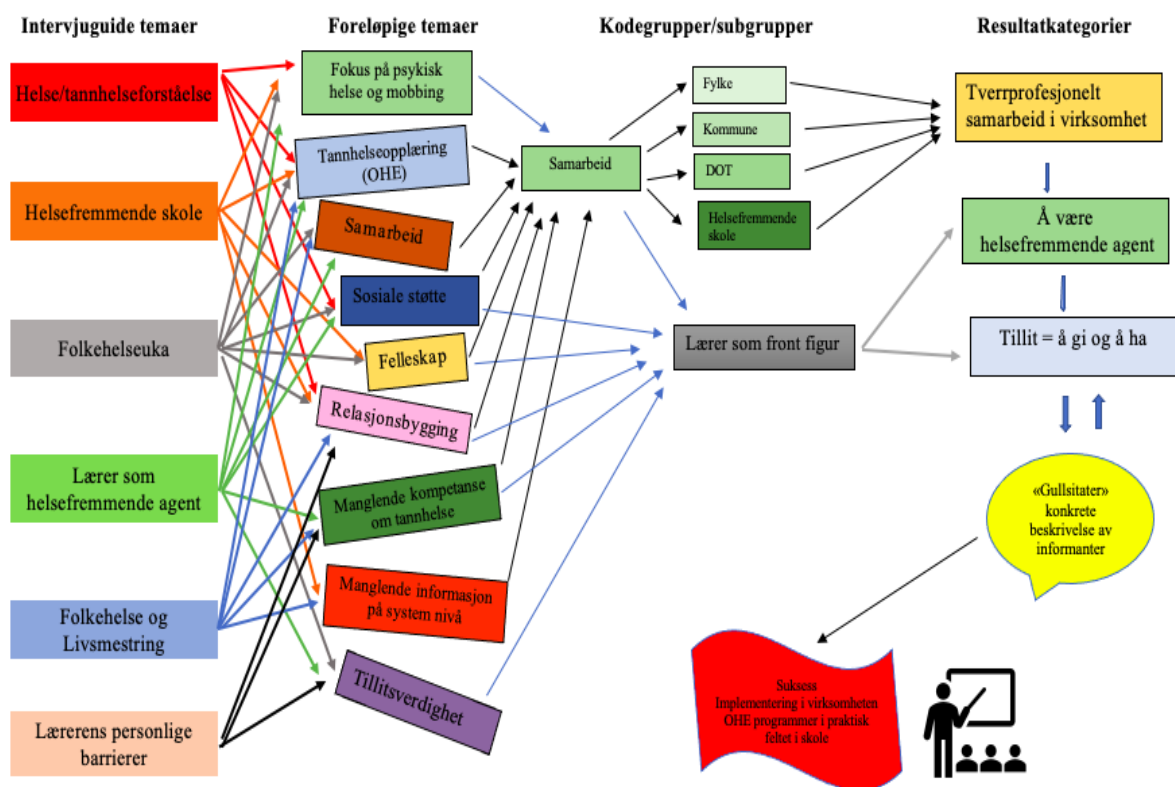 Intervjuguide temaer
Foreløpige temaer
Kodegrupper/subgrupper
Resultatkategorier
Helse/tannhelseforståelse
Helsefremmende skole
Folkehelseuka
Lærer som
helsefremmende agent
Folkehelse og
Livsmestring
Lærerens personlige
barrierer
Fokus på psykisk
helse og mobbing
Tannhelseopplæring
(OHE)
Samarbeid
Sosiale støtte
Felleskap
Relasjonsbygging
Manglende kompetanse
om tannhelse
Manglende informasjon
på system nivå
Tillitsverdighet
Samarbeid
Fylke
Kommune
DOT
Helsefremmende
skole
Lærer som front figur
Tverrprofesjonelt
samarbeid i virksomhet
Å være
helsefremmende agent
Tillit = å gi og å ha
«Gullsitater»
konkrete
beskrivelse av
informanter
Suksess
Implementering i virksomheten
OHE programmer i praktisk
feltet i skole